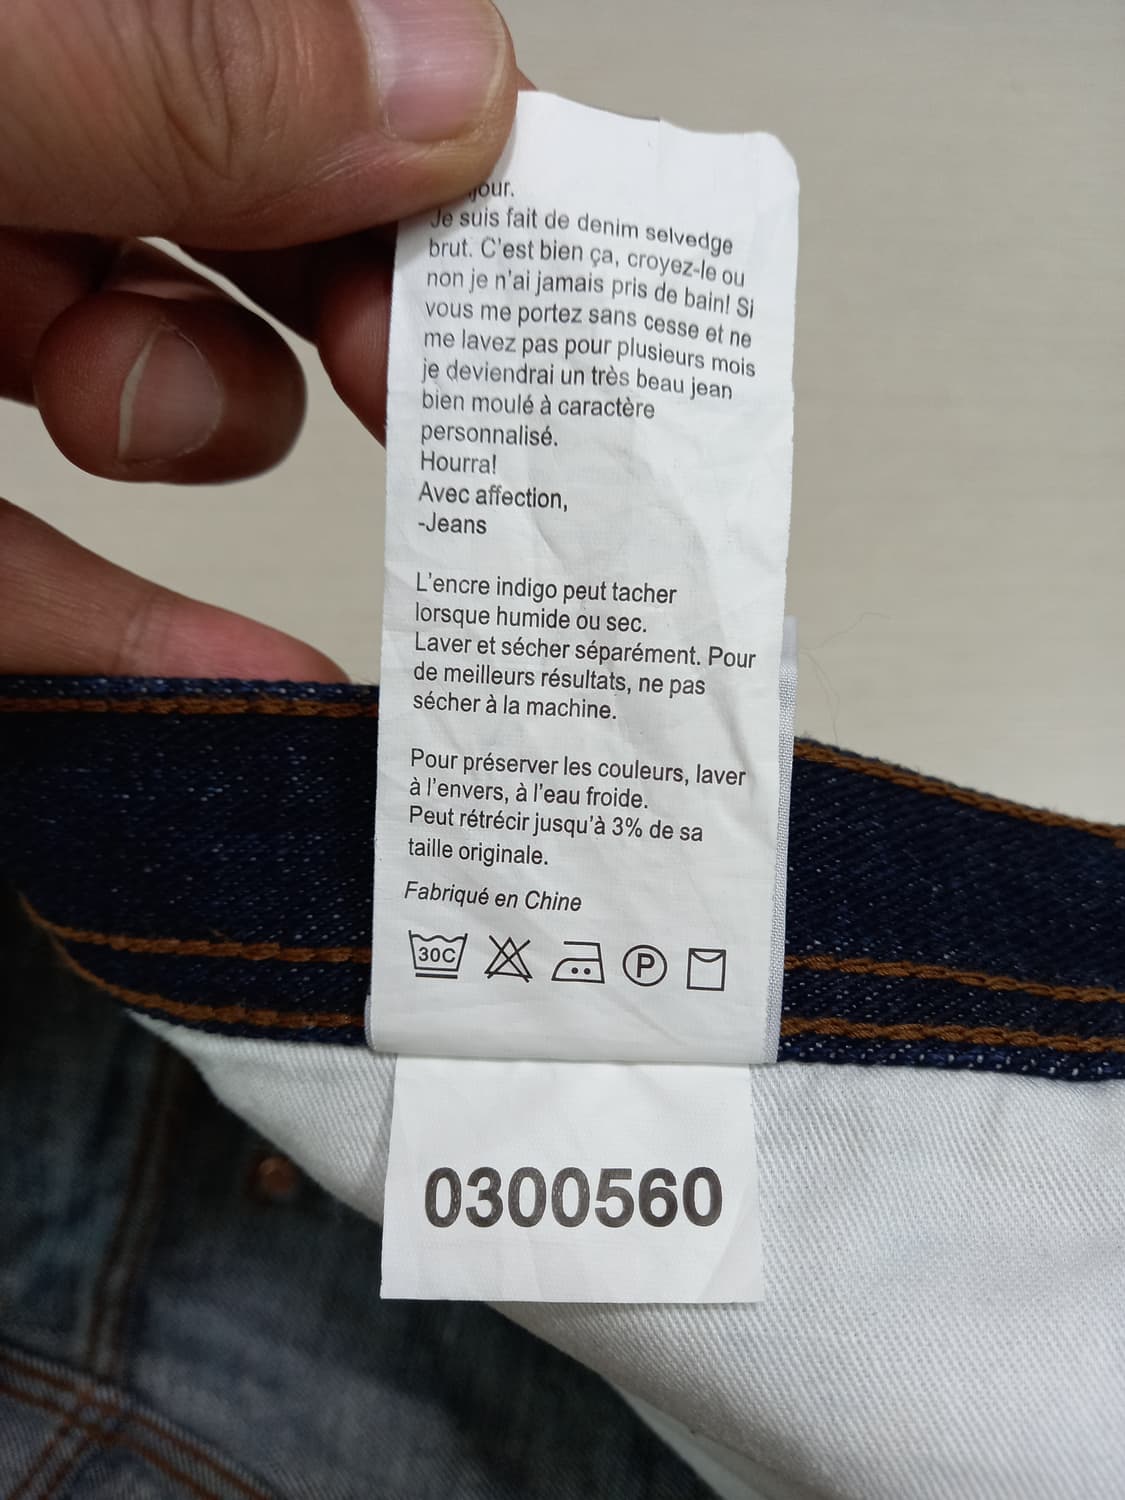 jour.
Je suis fait de denim selvedge
brut. C'est bien ça, croyez-le ou
non je n'ai jamais pris de bain! Si
vous me portez sans cesse et ne
me lavez pas pour plusieurs mois
je deviendrai un très beau jean
bien moulé à caractère
personnalisé.
Hourra!
Avec affection,
-Jeans
L'encre indigo peut tacher
lorsque humide ou sec.
Laver et sécher séparément. Pour
de meilleurs résultats, ne pas
sécher à la machine.
Pour préserver les couleurs, laver
à l'envers, à l'eau froide.
Peut rétrécir jusqu'à 3% de sa
taille originale.
Fabriqué en Chine
30C P
0300560